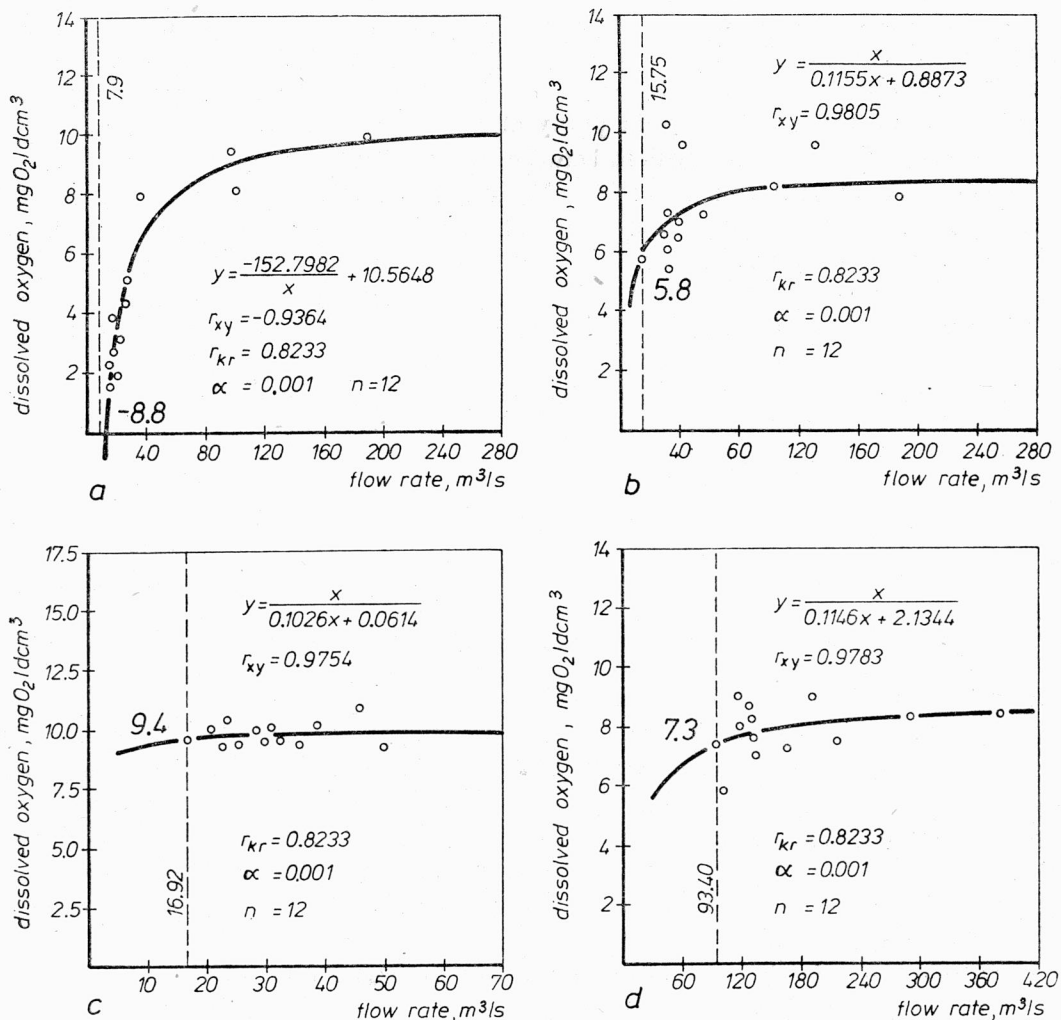 dissolved oxygen, mgO₂/dcm³
14
12
10
8
6
4
2
7.9
y = -152.7982 / x + 10.5648
r_xy = -0.9364
r_kr = 0.8233
α = 0.001 n = 12
-8.8
40 80 120 160 200 240 280
flow rate, m³/s
a
dissolved oxygen, mgO₂/dcm³
14
12
10
8
6
4
2
15.75
y = x / 0.1155x + 0.8873
r_xy = 0.9805
5.8
r_kr = 0.8233
α = 0.001
n = 12
40 60 120 160 200 240 280
flow rate, m³/s
b
dissolved oxygen, mgO₂/dcm³
17.5
15.0
12.5
10.0
7.5
5.0
2.5
y = x / 0.1026x + 0.0614
r_xy = 0.9754
9.4
16.92
r_kr = 0.8233
α = 0.001
n = 12
10 20 30 40 50 60 70
flow rate, m³/s
c
dissolved oxygen, mgO₂/dcm³
14
12
10
8
6
4
2
y = x / 0.1146x + 2.1344
r_xy = 0.9783
7.3
93.40
r_kr = 0.8233
α = 0.001
n = 12
60 120 180 240 300 360 420
flow rate, m³/s
d